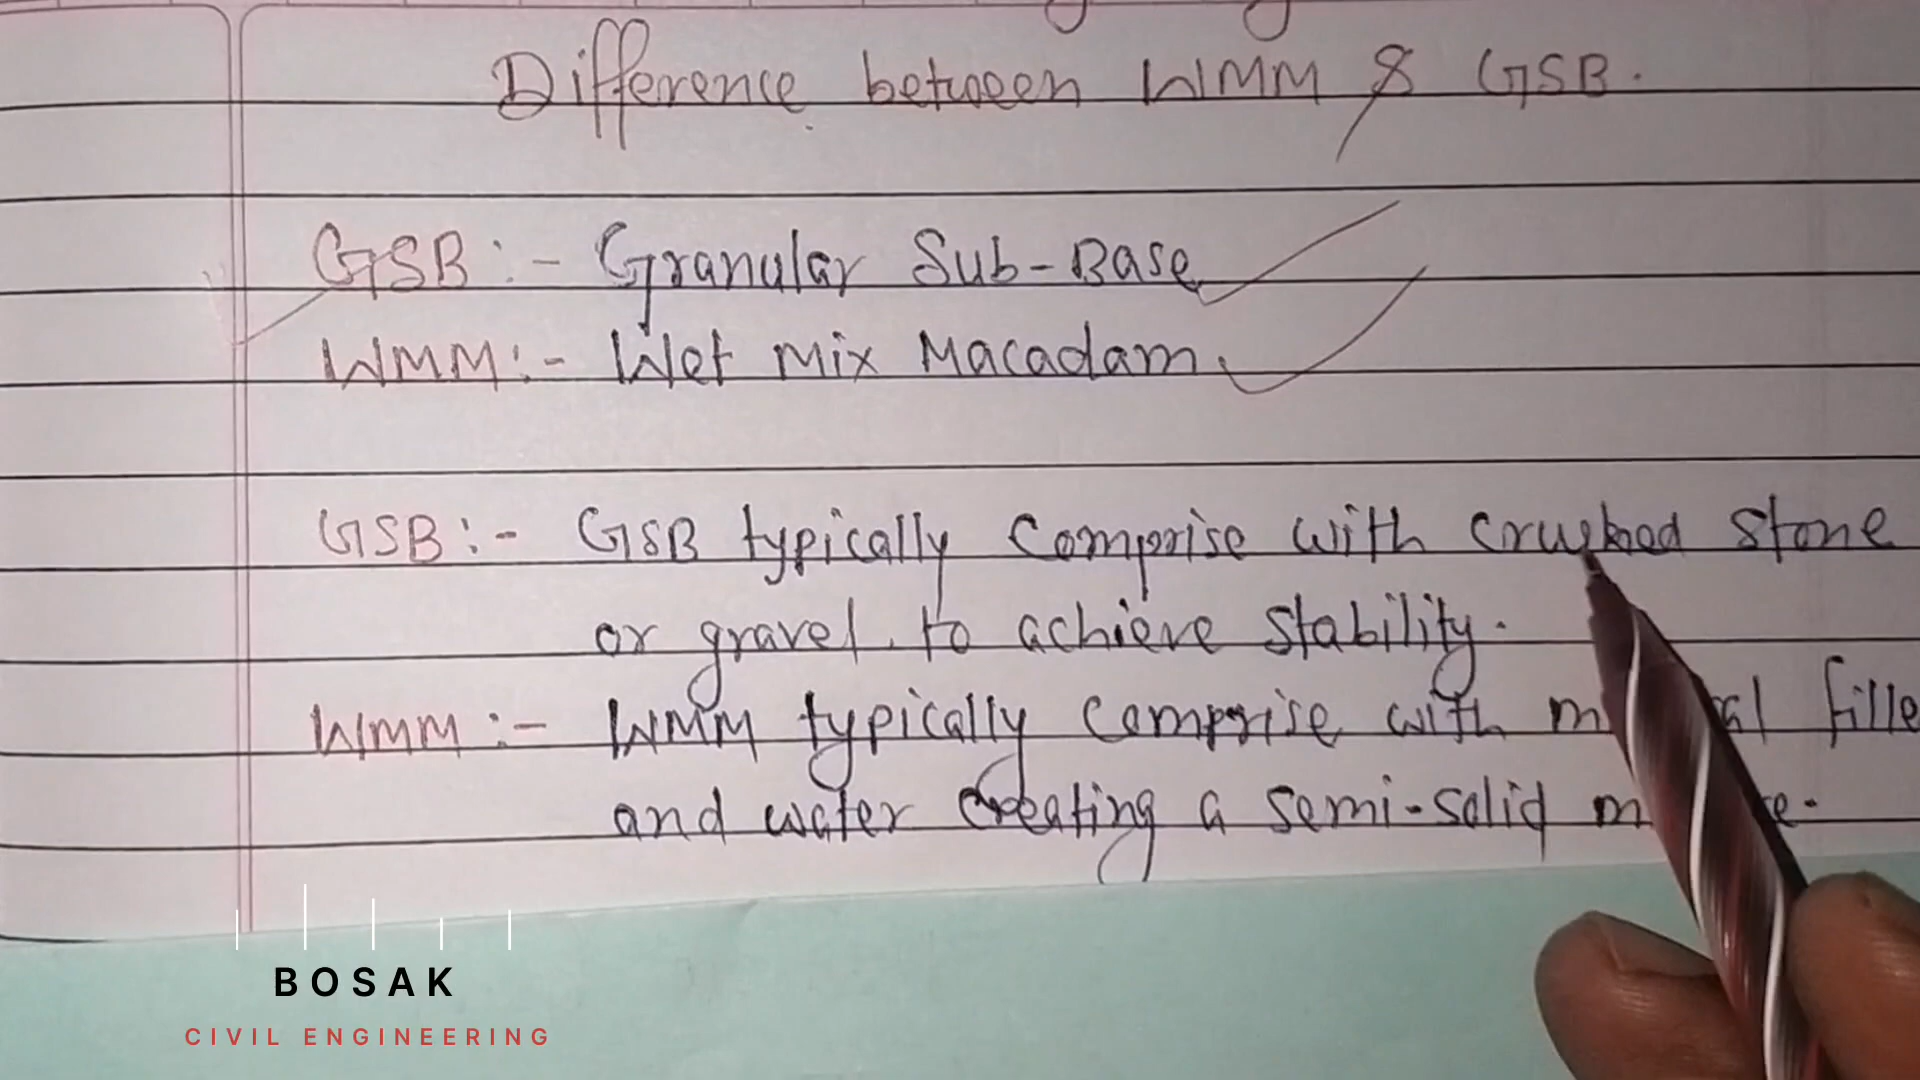 Difference between WMM & GSB.
GSB :- Granular Sub-Base
WMM :- Wet Mix Macadam.
GSB :- GSB typically Comprise with Crushed Stone
or gravel to achieve stability.
WMM :- WMM typically Comprise with
and water Creating a semi-solid
BOSAK
CIVIL ENGINEERING